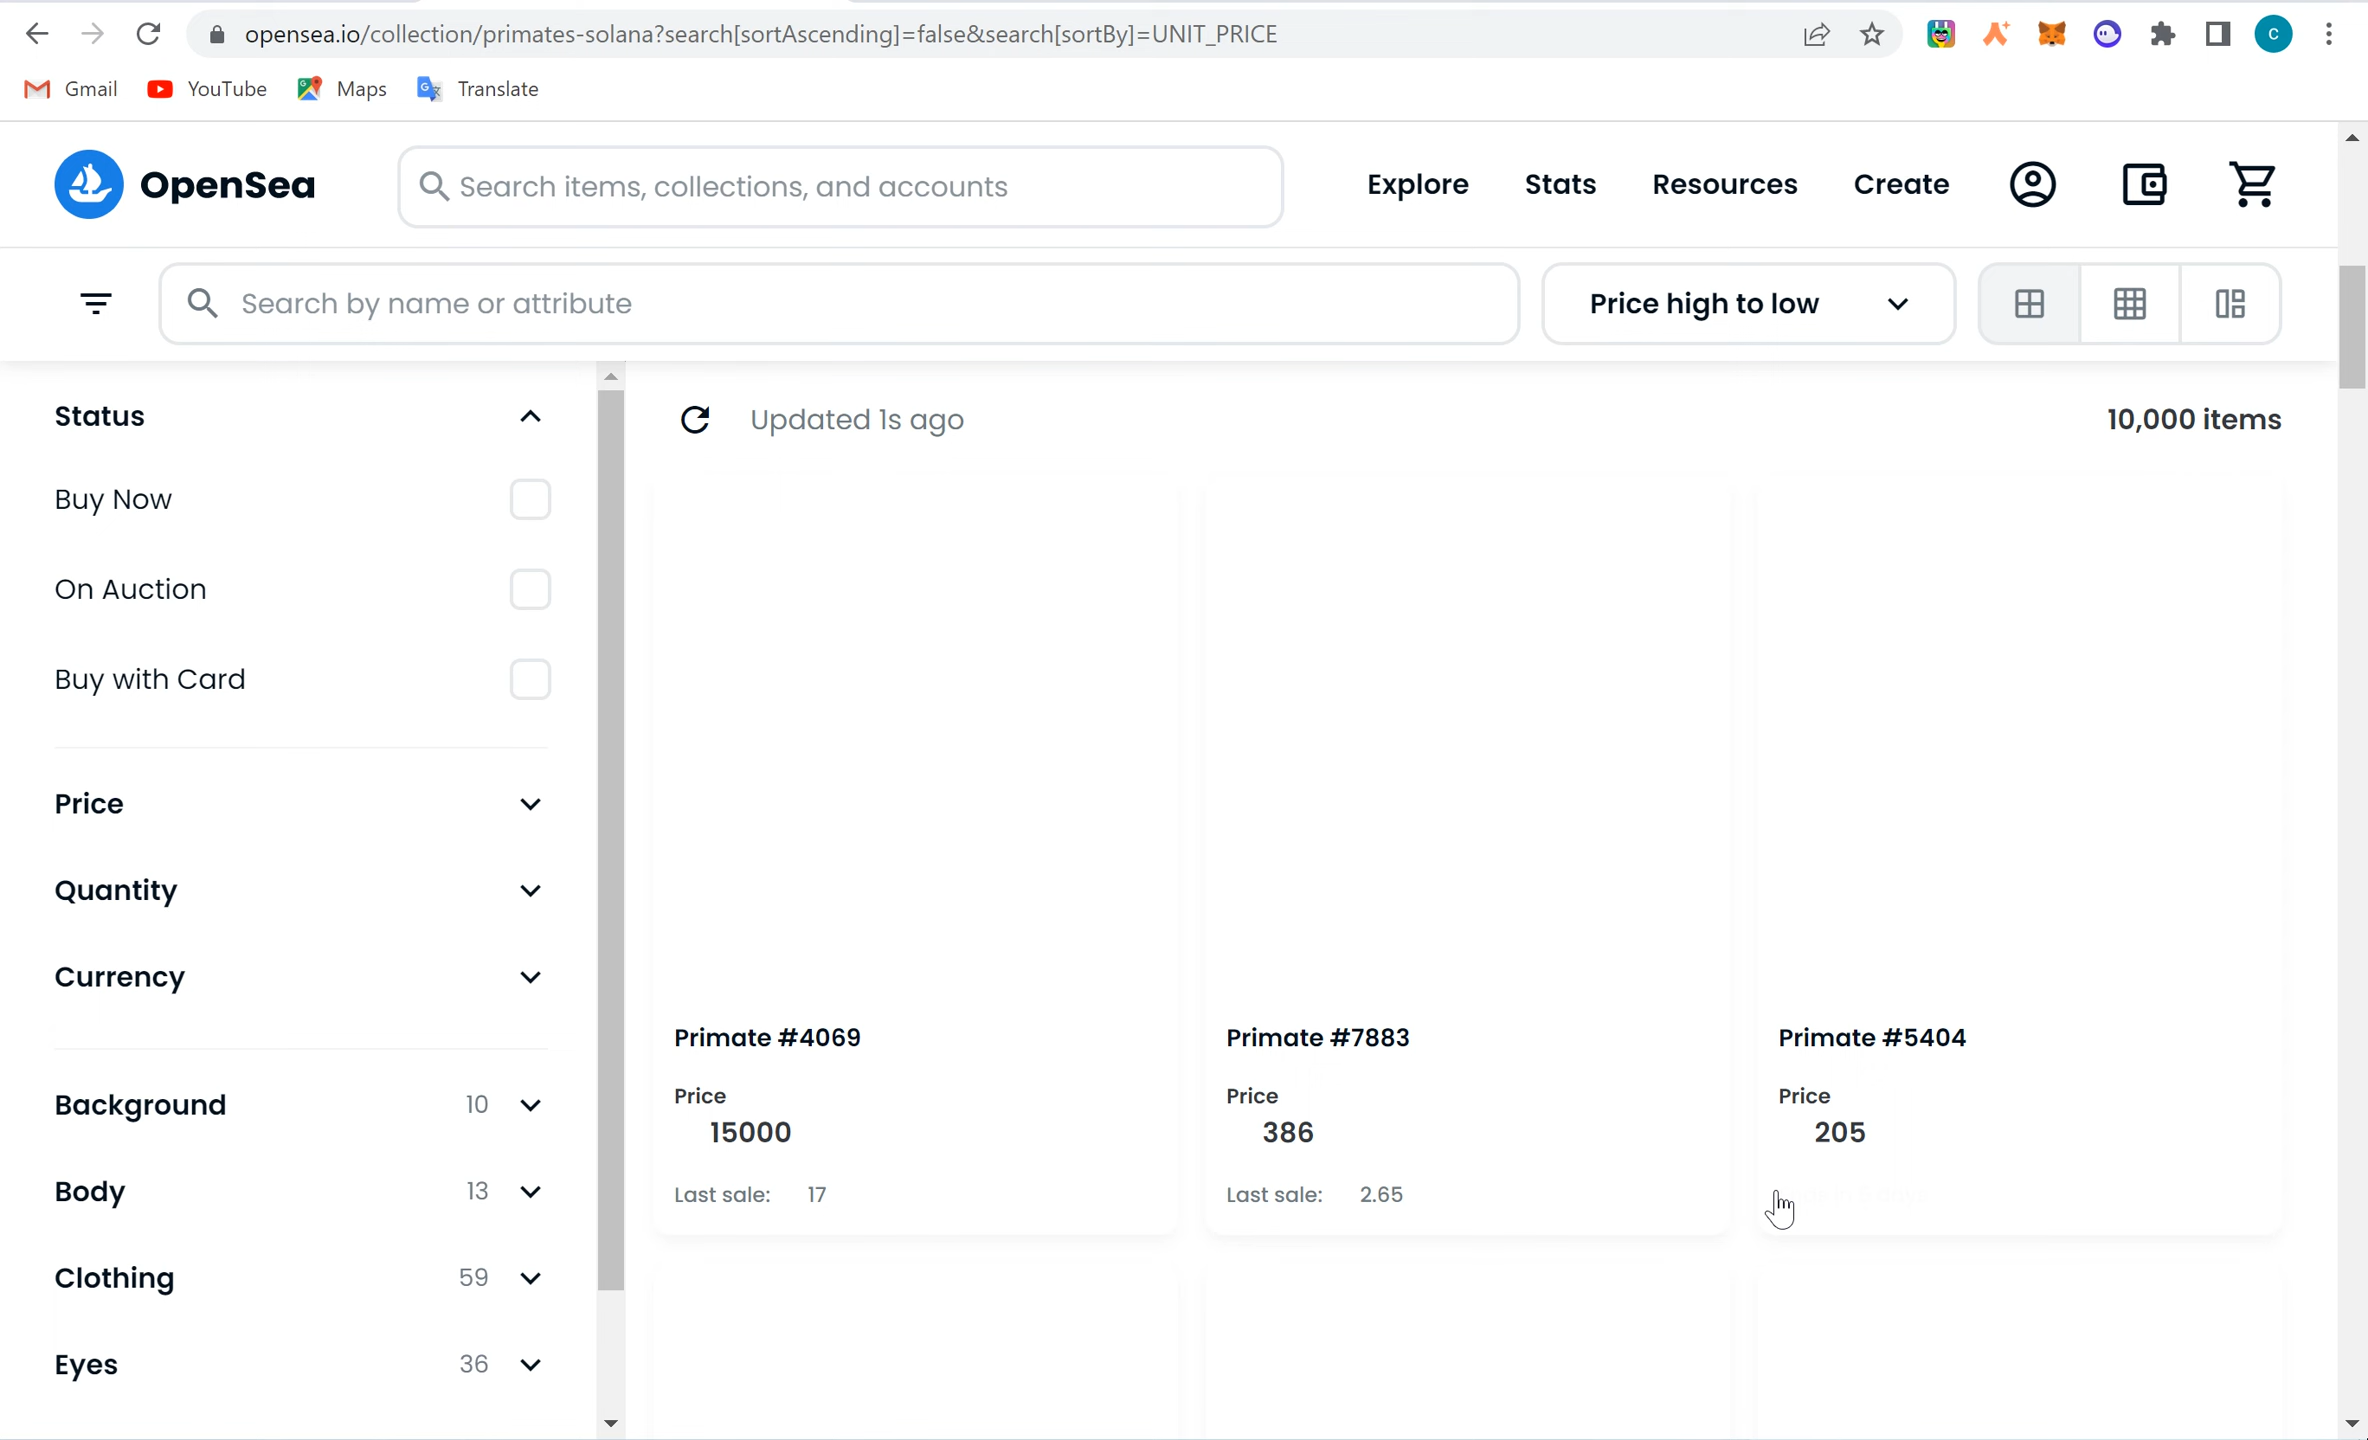 opensea.io/collection/primates-solana?search[sortAscending]=false&search[sortBy]=UNIT_PRICE
C
Gmail YouTube Maps Translate
OpenSea Search items, collections, and accounts Explore Stats Resources Create
Search by name or attribute Price high to low
Status
Buy Now
On Auction
Buy with Card
Price
Quantity
Currency
Background 10
Body 13
Clothing 59
Eyes 36
Updated 1s ago 10,000 items
Primate #4069
Price
15000
Last sale: 17
Primate #7883
Price
386
Last sale: 2.65
Primate #5404
Price
205